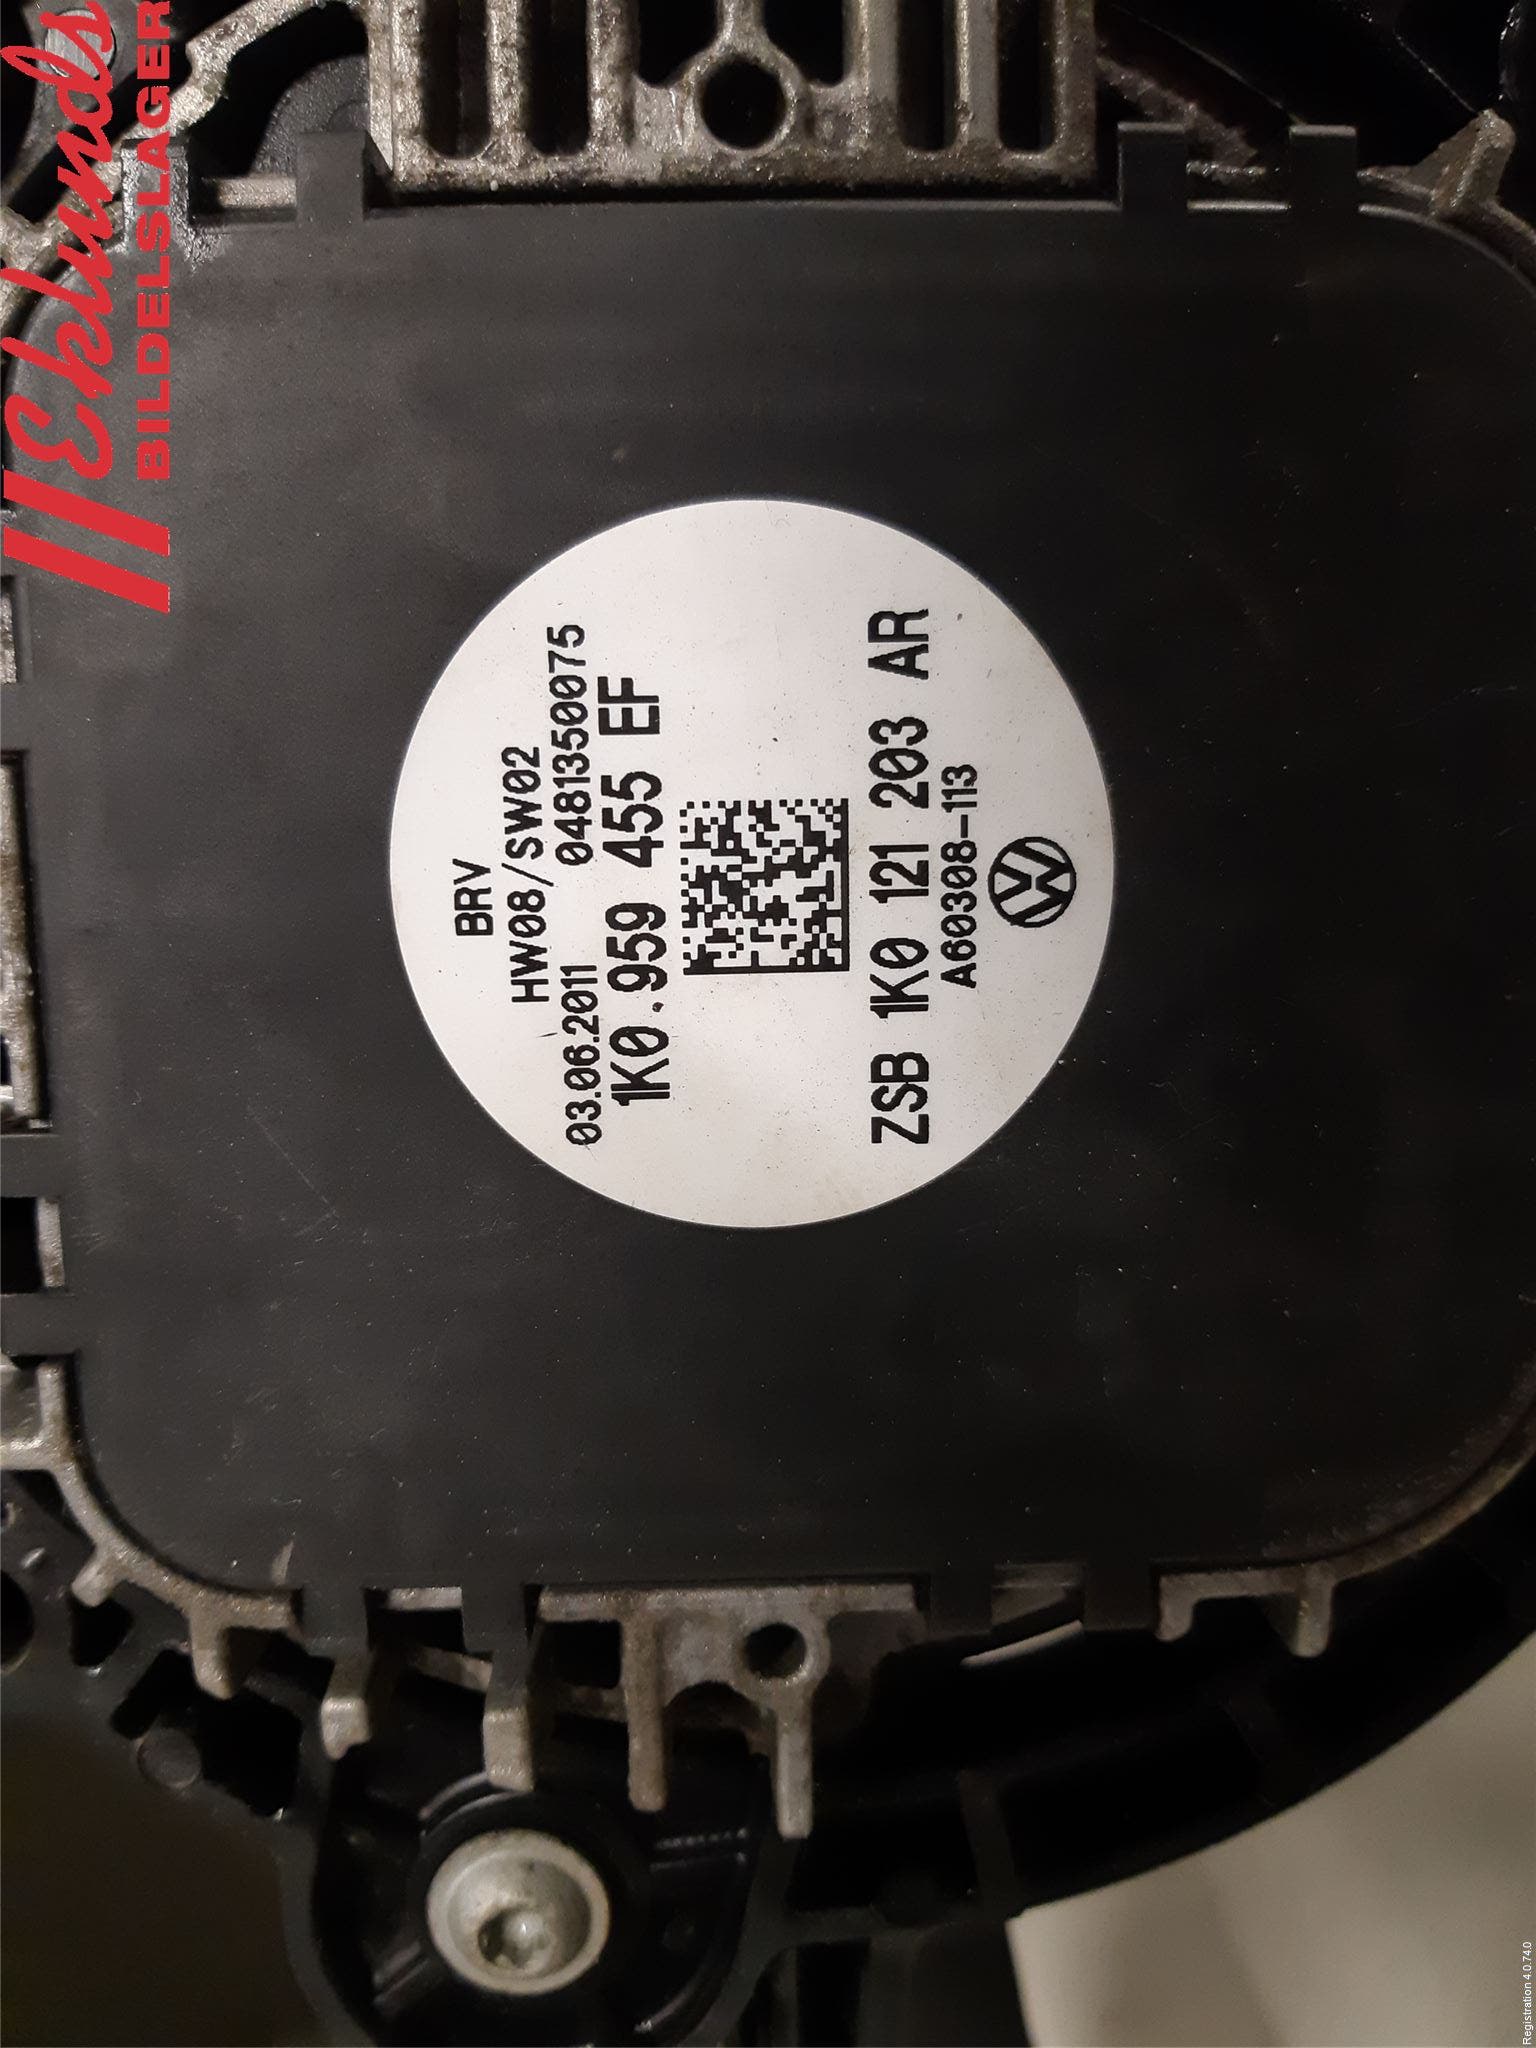 Eklunds
BILDELSLAGER
BRV
HW08/SW02
03.06.2011 0481350075
1K0.959 455 EF
ZSB 1K0 121 203 AR
A60308-113
VW
Registration 4.0.74.0